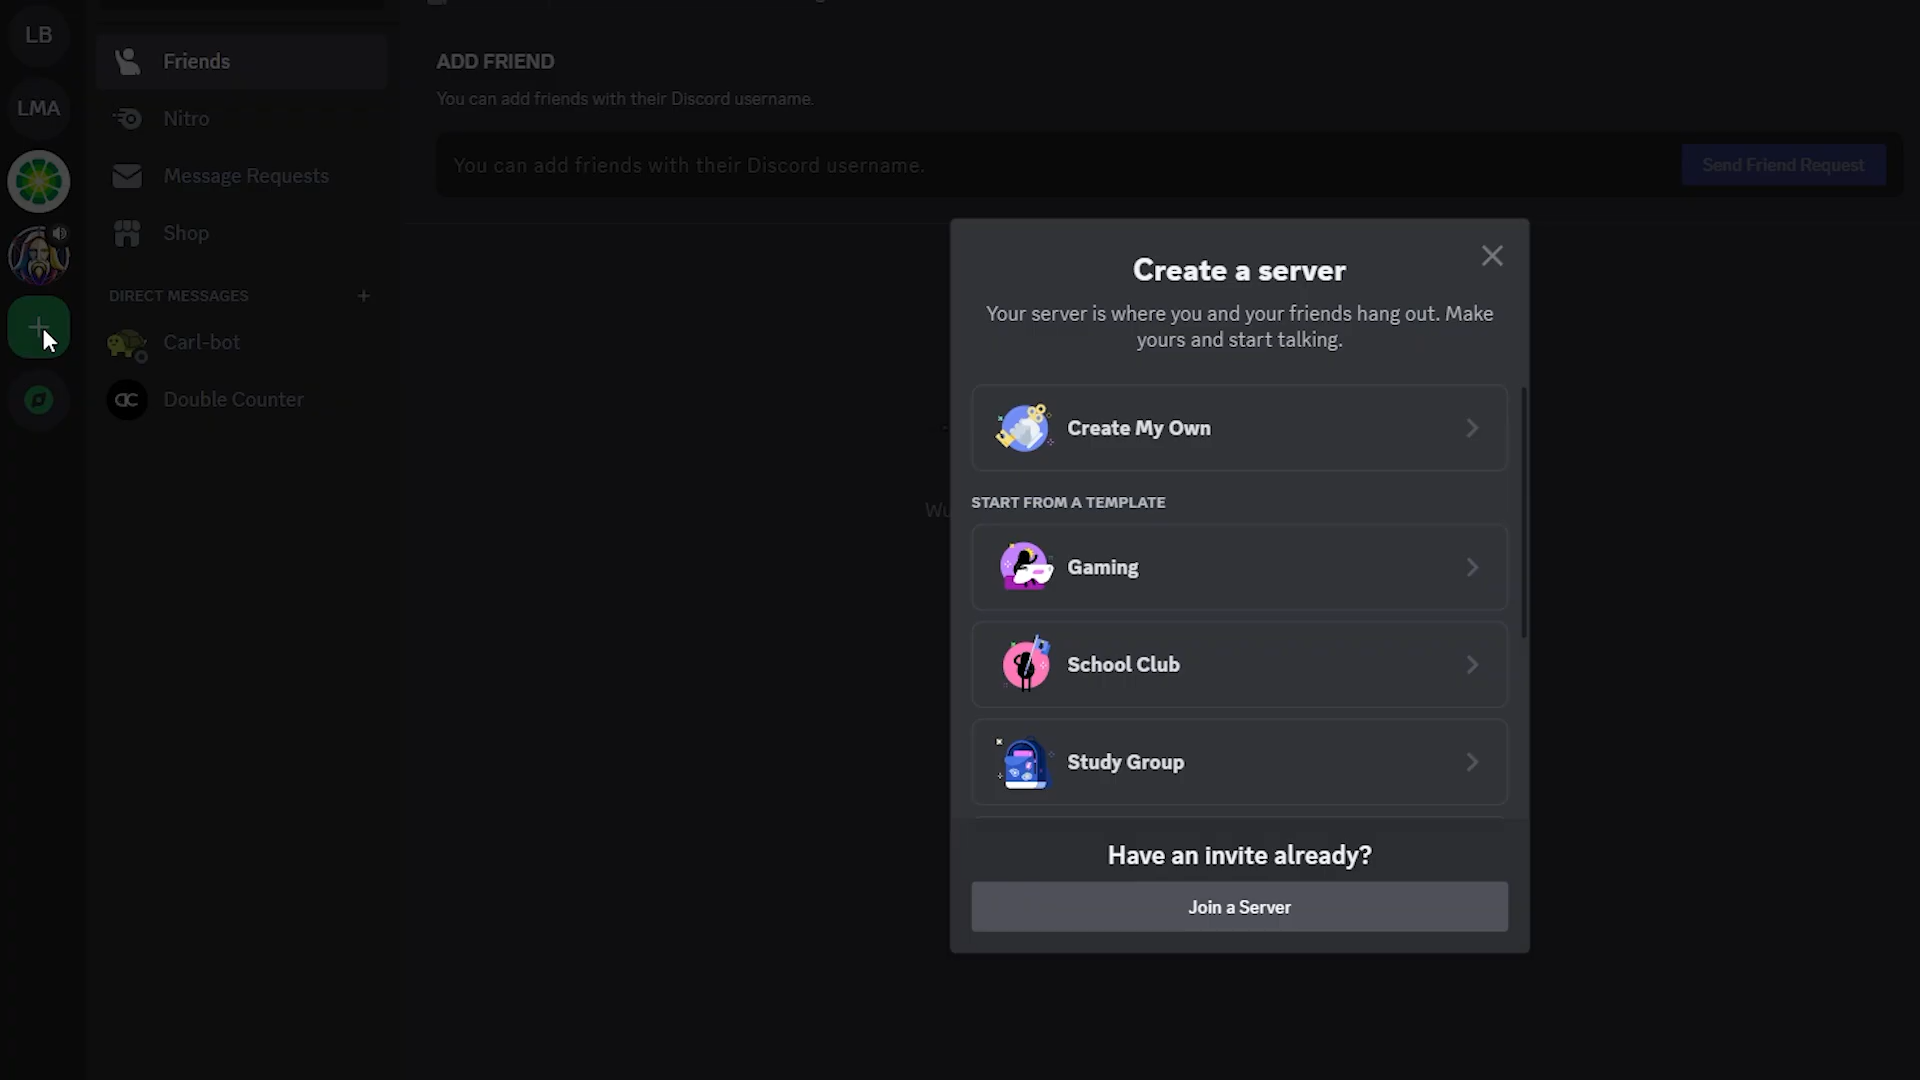 LB
LMA
Friends
Nitro
Message Requests
Shop
DIRECT MESSAGES
Carl-bot
Double Counter
ADD FRIEND
You can add friends with their Discord username.
You can add friends with their Discord username.
Send Friend Request
Create a server
Your server is where you and your friends hang out. Make
yours and start talking.
Create My Own
START FROM A TEMPLATE
Gaming
School Club
Study Group
Have an invite already?
Join a Server